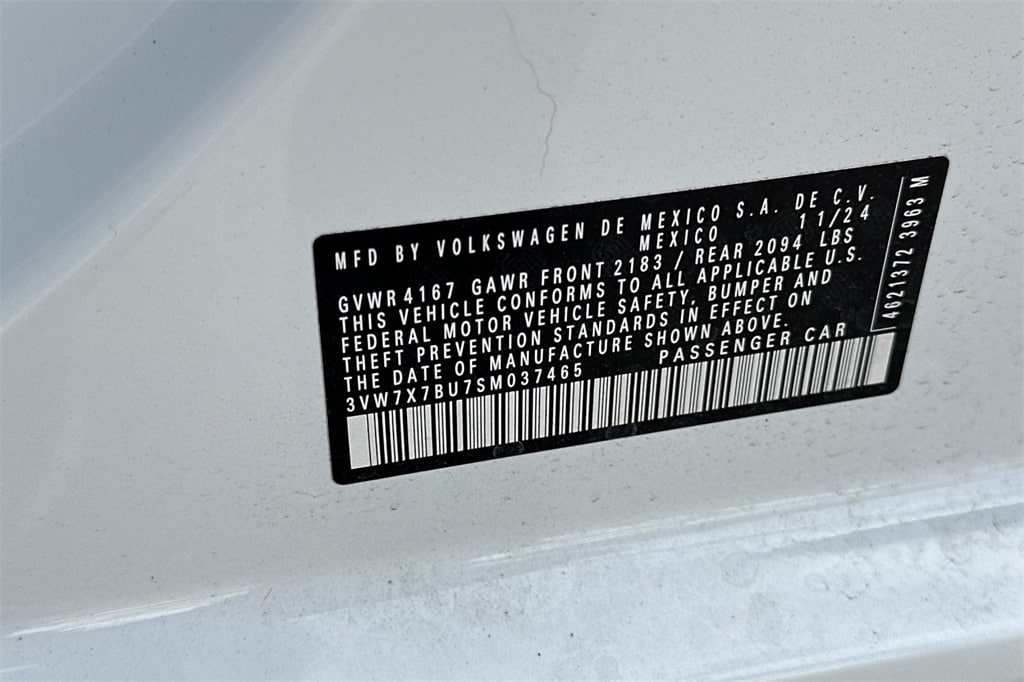 MFD BY VOLKSWAGEN DE MEXICO S.A. DE C.V.
MEXICO 11/24
GVWR 4167 GAWR FRONT 2183 / REAR 2094 LBS
THIS VEHICLE CONFORMS TO ALL APPLICABLE U.S.
FEDERAL MOTOR VEHICLE SAFETY, BUMPER AND
THEFT PREVENTION STANDARDS IN EFFECT ON
THE DATE OF MANUFACTURE SHOWN ABOVE.
3VW7X7BU7SM037465 PASSENGER CAR
4621372 3963 M